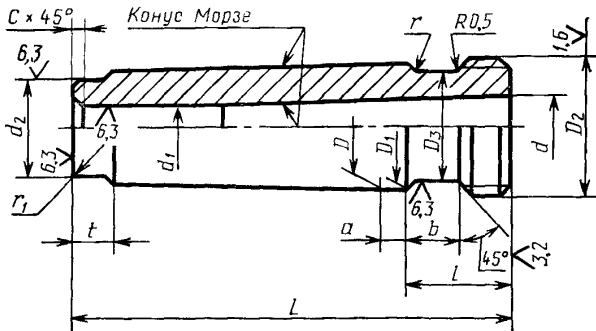 C × 45°
Конус Морзе
r
R0,5
6,3
1,6
d₂
6,3
6,3
d₁
D
D₁
D₃
d
D₂
r₁
6,3
t
a
b
l
45°
3,2
L